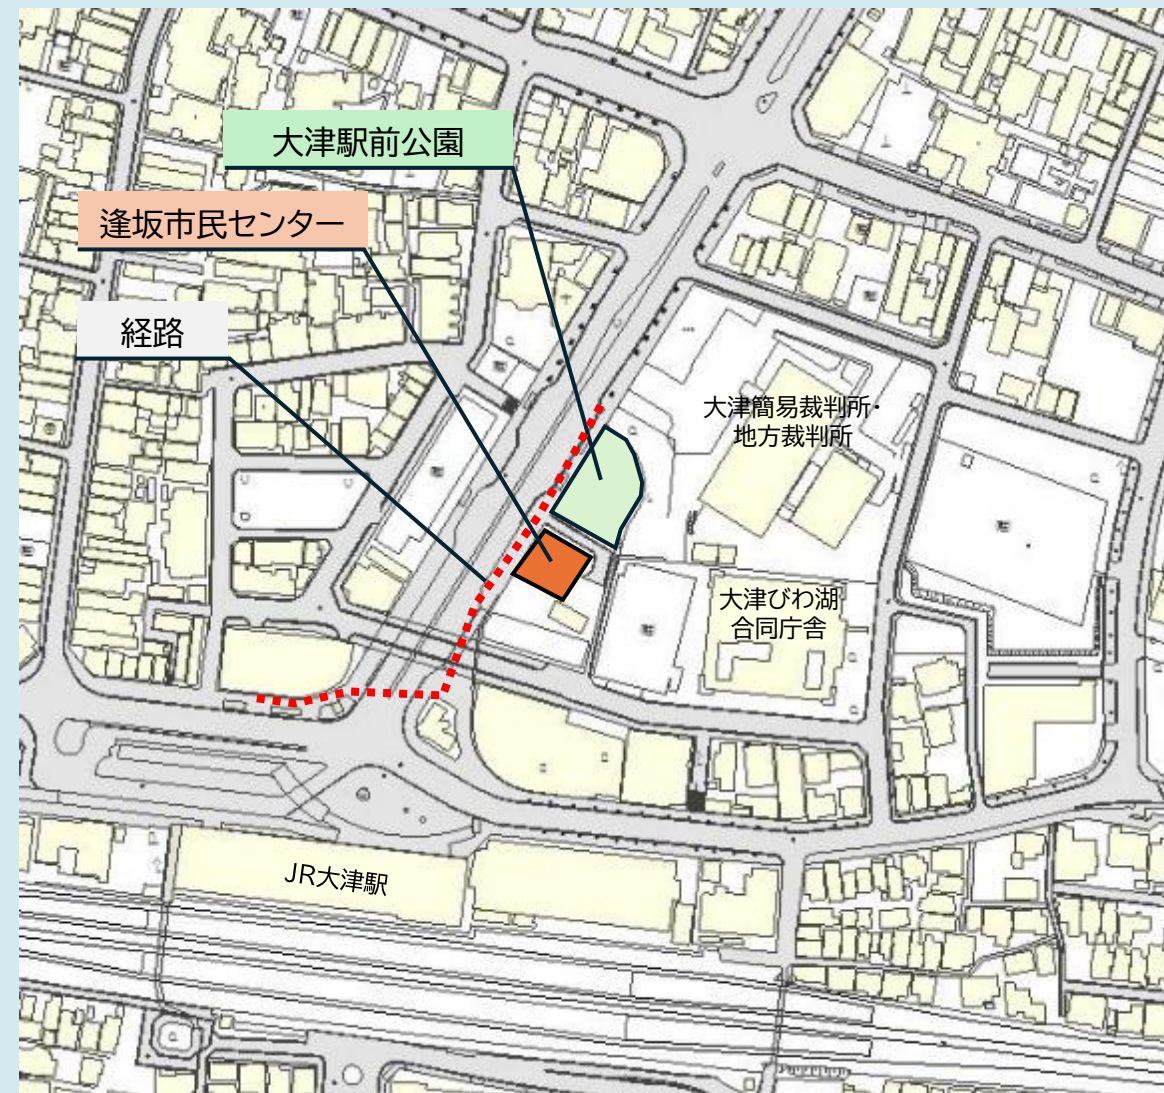 大津駅前公園
逢坂市民センター
経路
大津簡易裁判所・
地方裁判所
大津びわ湖
合同庁舎
JR大津駅